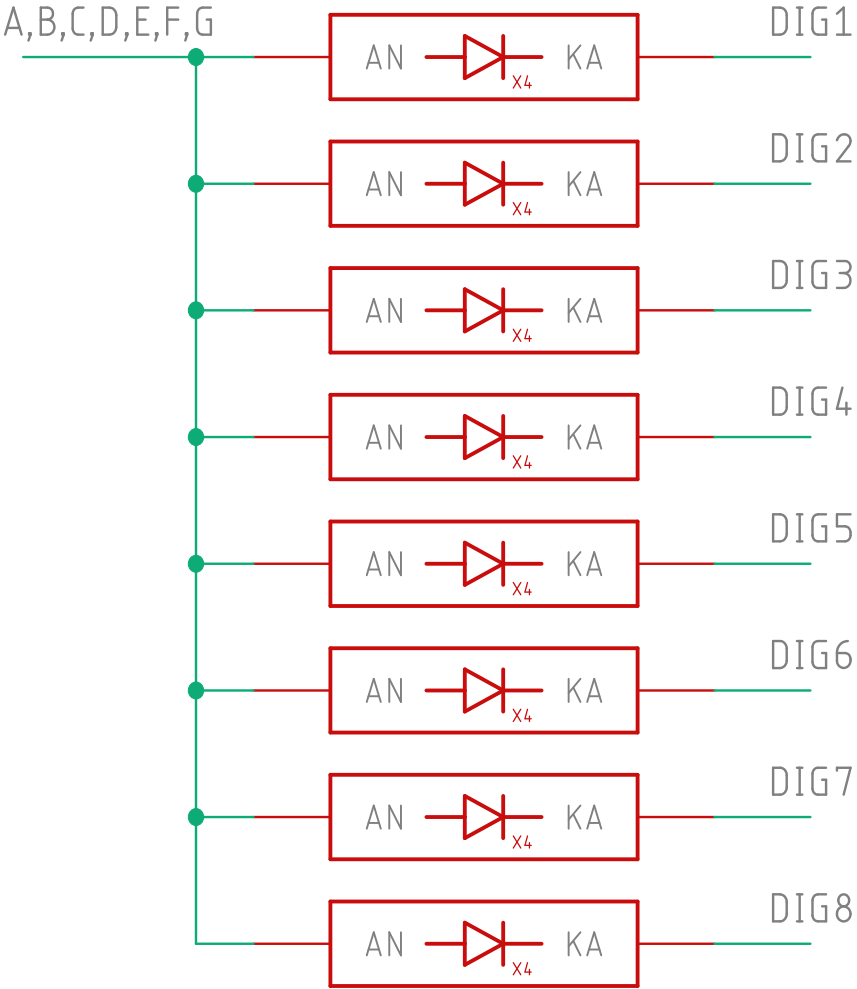 A,B,C,D,E,F,G
DIG1
AN KA
X4
DIG2
AN KA
X4
DIG3
AN KA
X4
DIG4
AN KA
X4
DIG5
AN KA
X4
DIG6
AN KA
X4
DIG7
AN KA
X4
DIG8
AN KA
X4